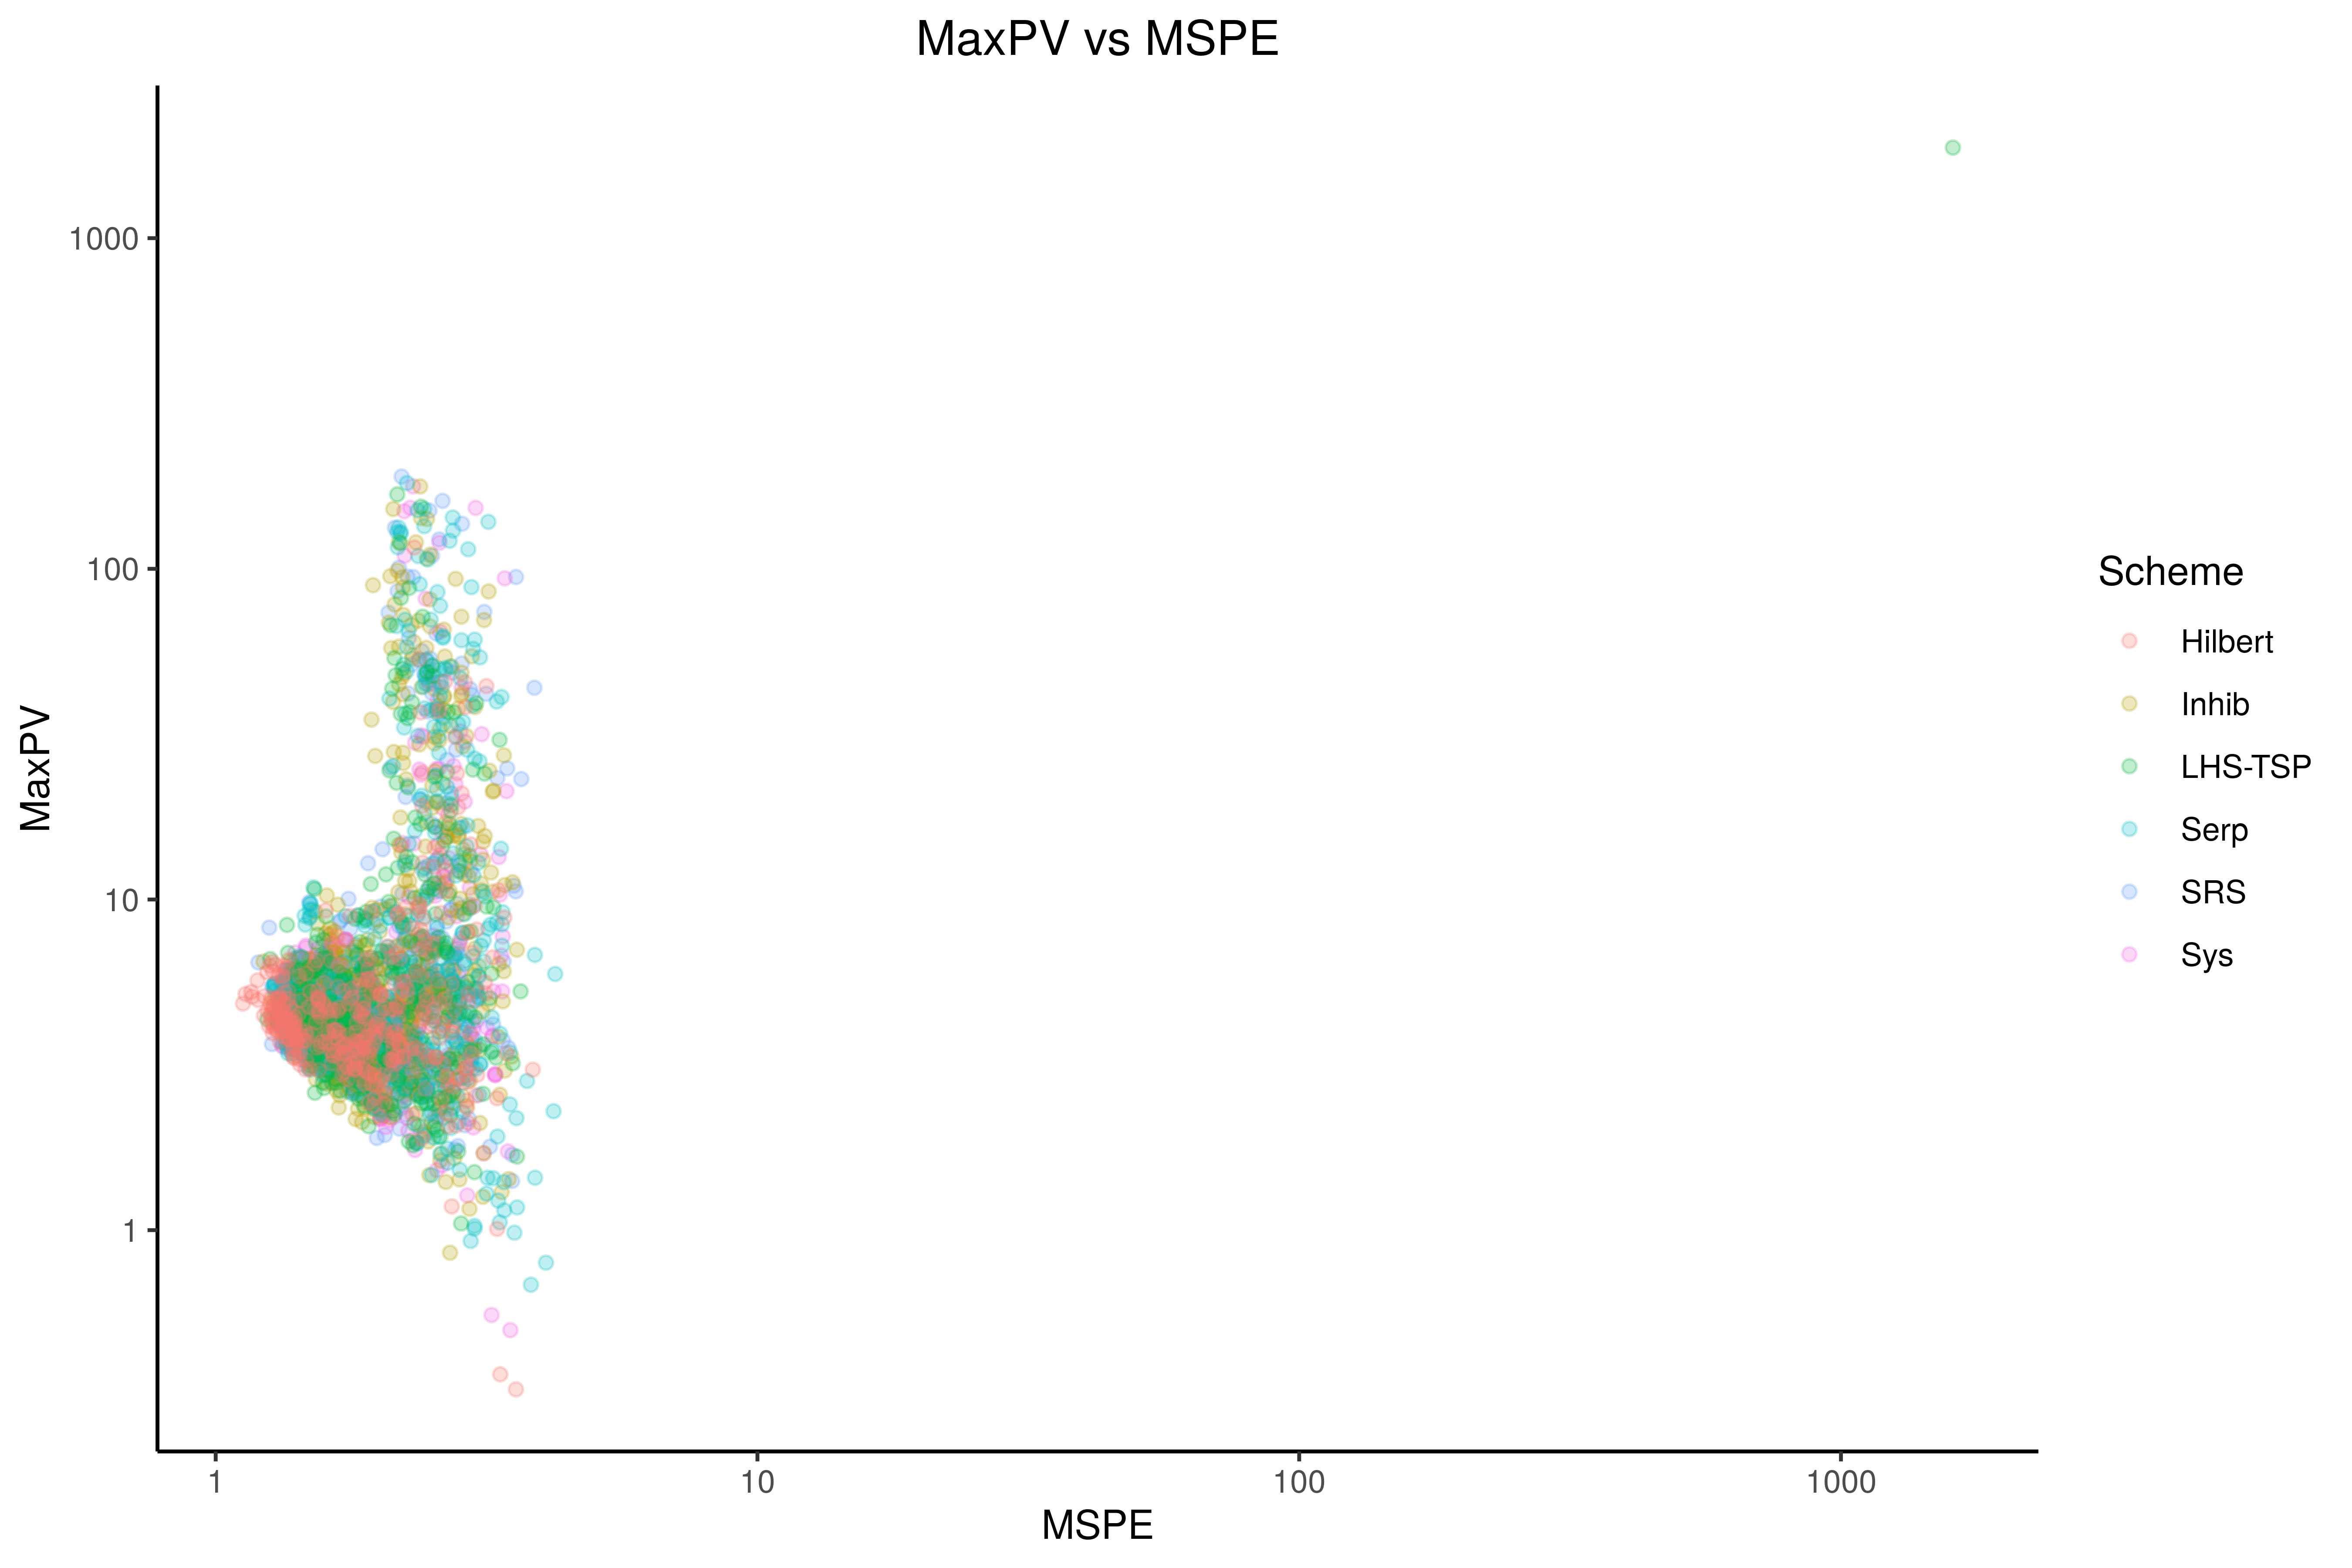 MaxPV vs MSPE
1000
100
10
1
MaxPV
1
10
100
1000
MSPE
Scheme
Hilbert
Inhib
LHS-TSP
Serp
SRS
Sys